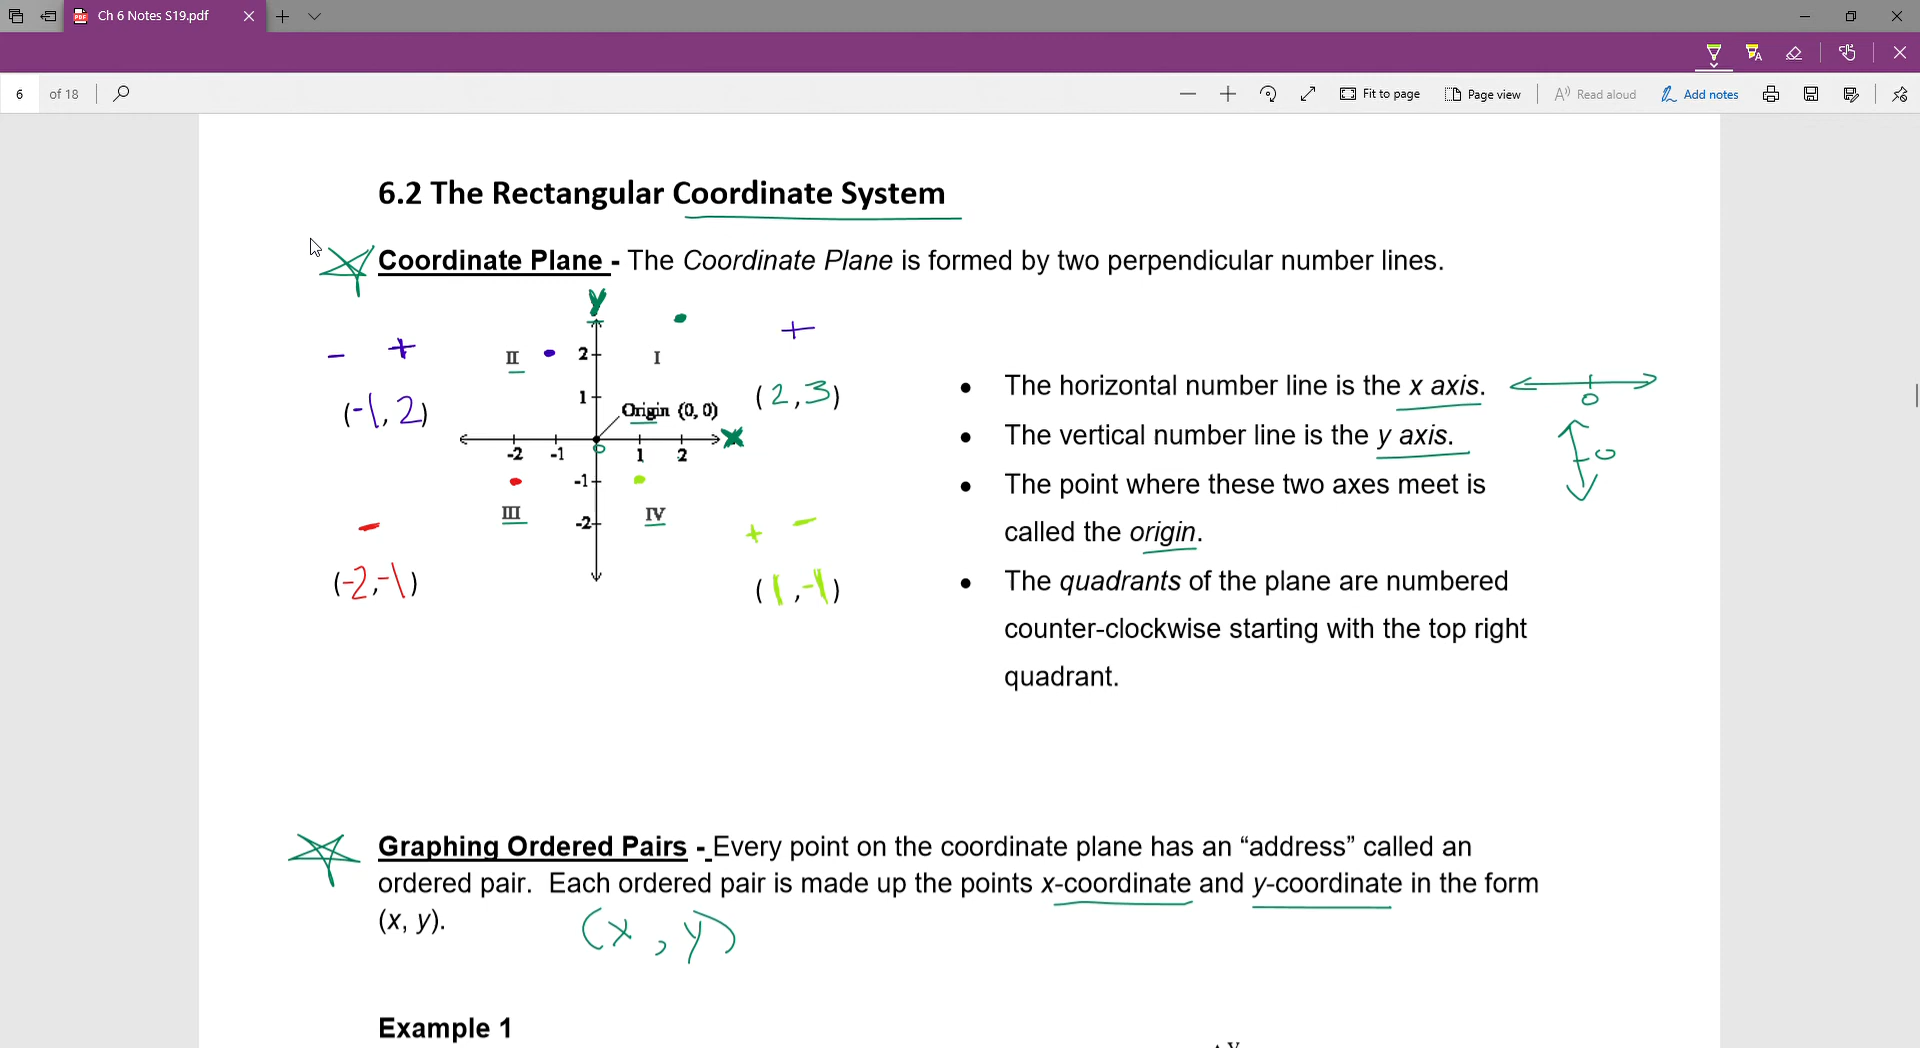 Ch 6 Notes S19.pdf
6 of 18 Fit to page Page view Read aloud Add notes
6.2 The Rectangular Coordinate System
Coordinate Plane - The Coordinate Plane is formed by two perpendicular number lines.
y
+
- +
II 2 I
(-1, 2)
1
(2,3)
Origin (0, 0)
x
0
-2 -1 1 2
-1
III -2 IV
-
+ -
(-2,-1)
(1,-1)
• The horizontal number line is the x axis.
0
• The vertical number line is the y axis.
0
• The point where these two axes meet is
called the origin.
• The quadrants of the plane are numbered
counter-clockwise starting with the top right
quadrant.
Graphing Ordered Pairs - Every point on the coordinate plane has an “address” called an
ordered pair. Each ordered pair is made up the points x-coordinate and y-coordinate in the form
(x, y).
(x , y)
Example 1
y